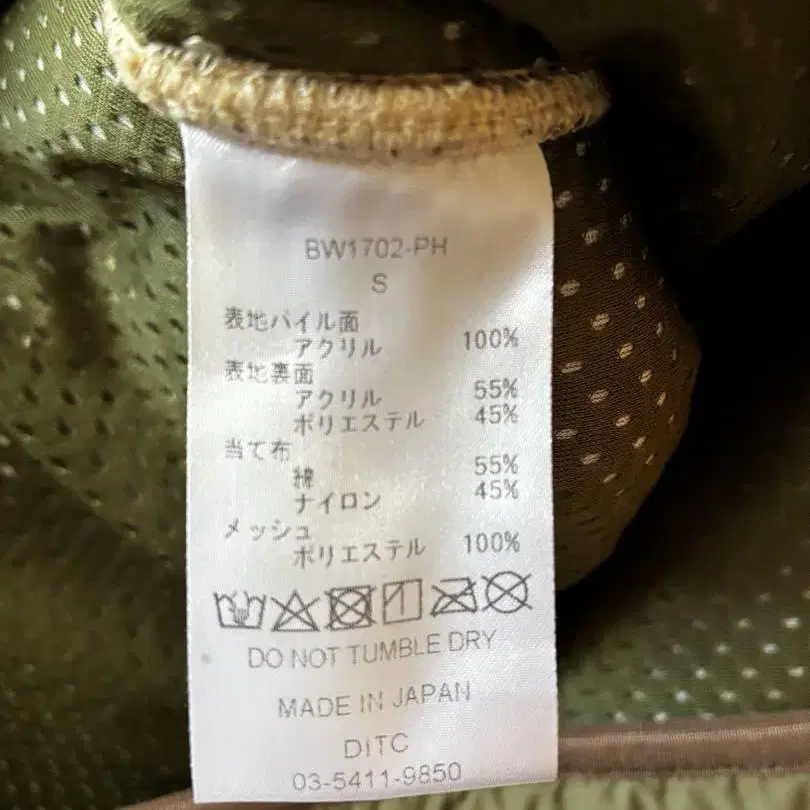 BW1702-PH
S
表地パイル面
アクリル 100%
表地裏面
アクリル 55%
ポリエステル 45%
当て布
綿 55%
ナイロン 45%
メッシュ
ポリエステル 100%
DO NOT TUMBLE DRY
MADE IN JAPAN
DITC
03-5411-9850